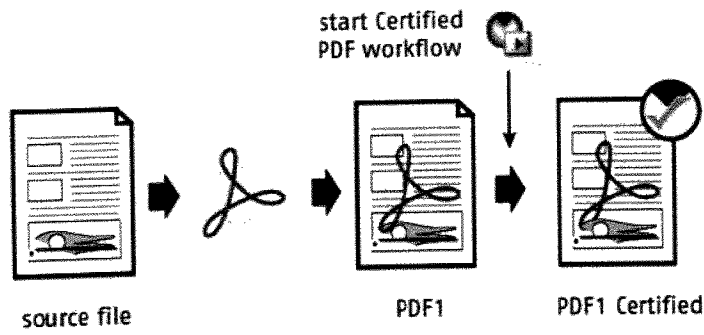 start Certified
PDF workflow
source file
PDF1
PDF1 Certified